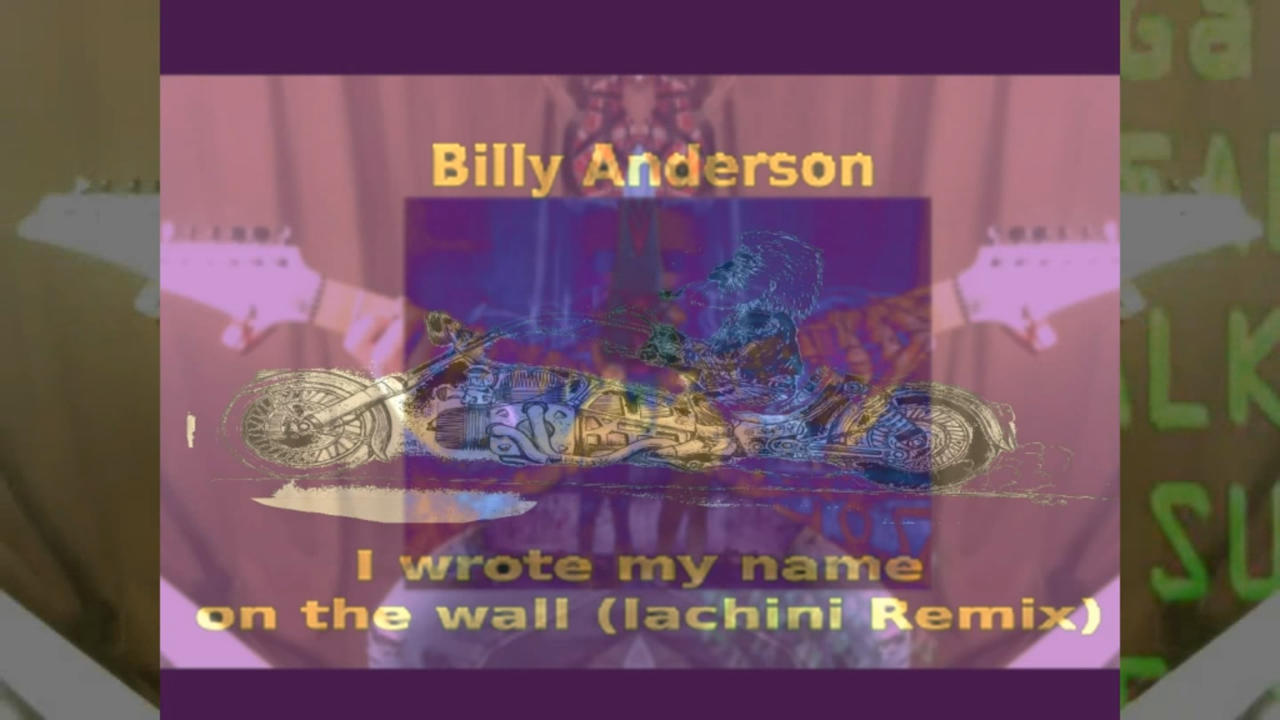 Billy Anderson
I wrote my name
on the wall (Iachini Remix)